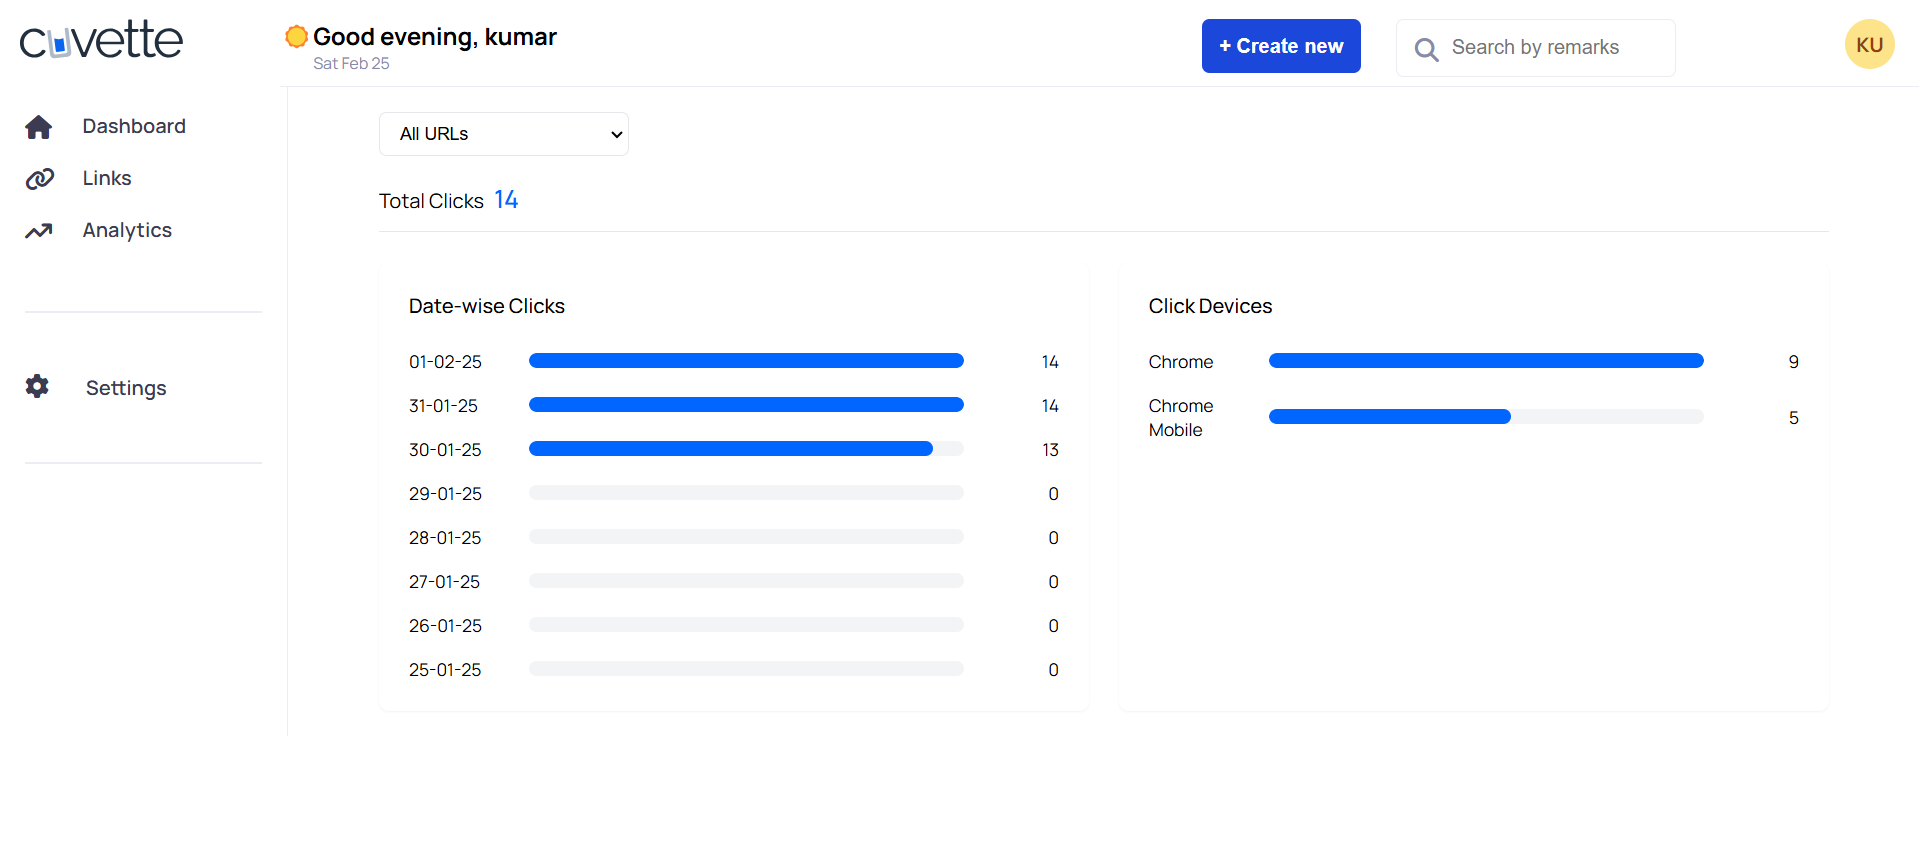 cuvette
Good evening, kumar
Sat Feb 25
+ Create new
Search by remarks
KU
Dashboard
Links
Analytics
Settings
All URLs
Total Clicks 14
Date-wise Clicks
01-02-25 14
31-01-25 14
30-01-25 13
29-01-25 0
28-01-25 0
27-01-25 0
26-01-25 0
25-01-25 0
Click Devices
Chrome 9
Chrome
Mobile 5